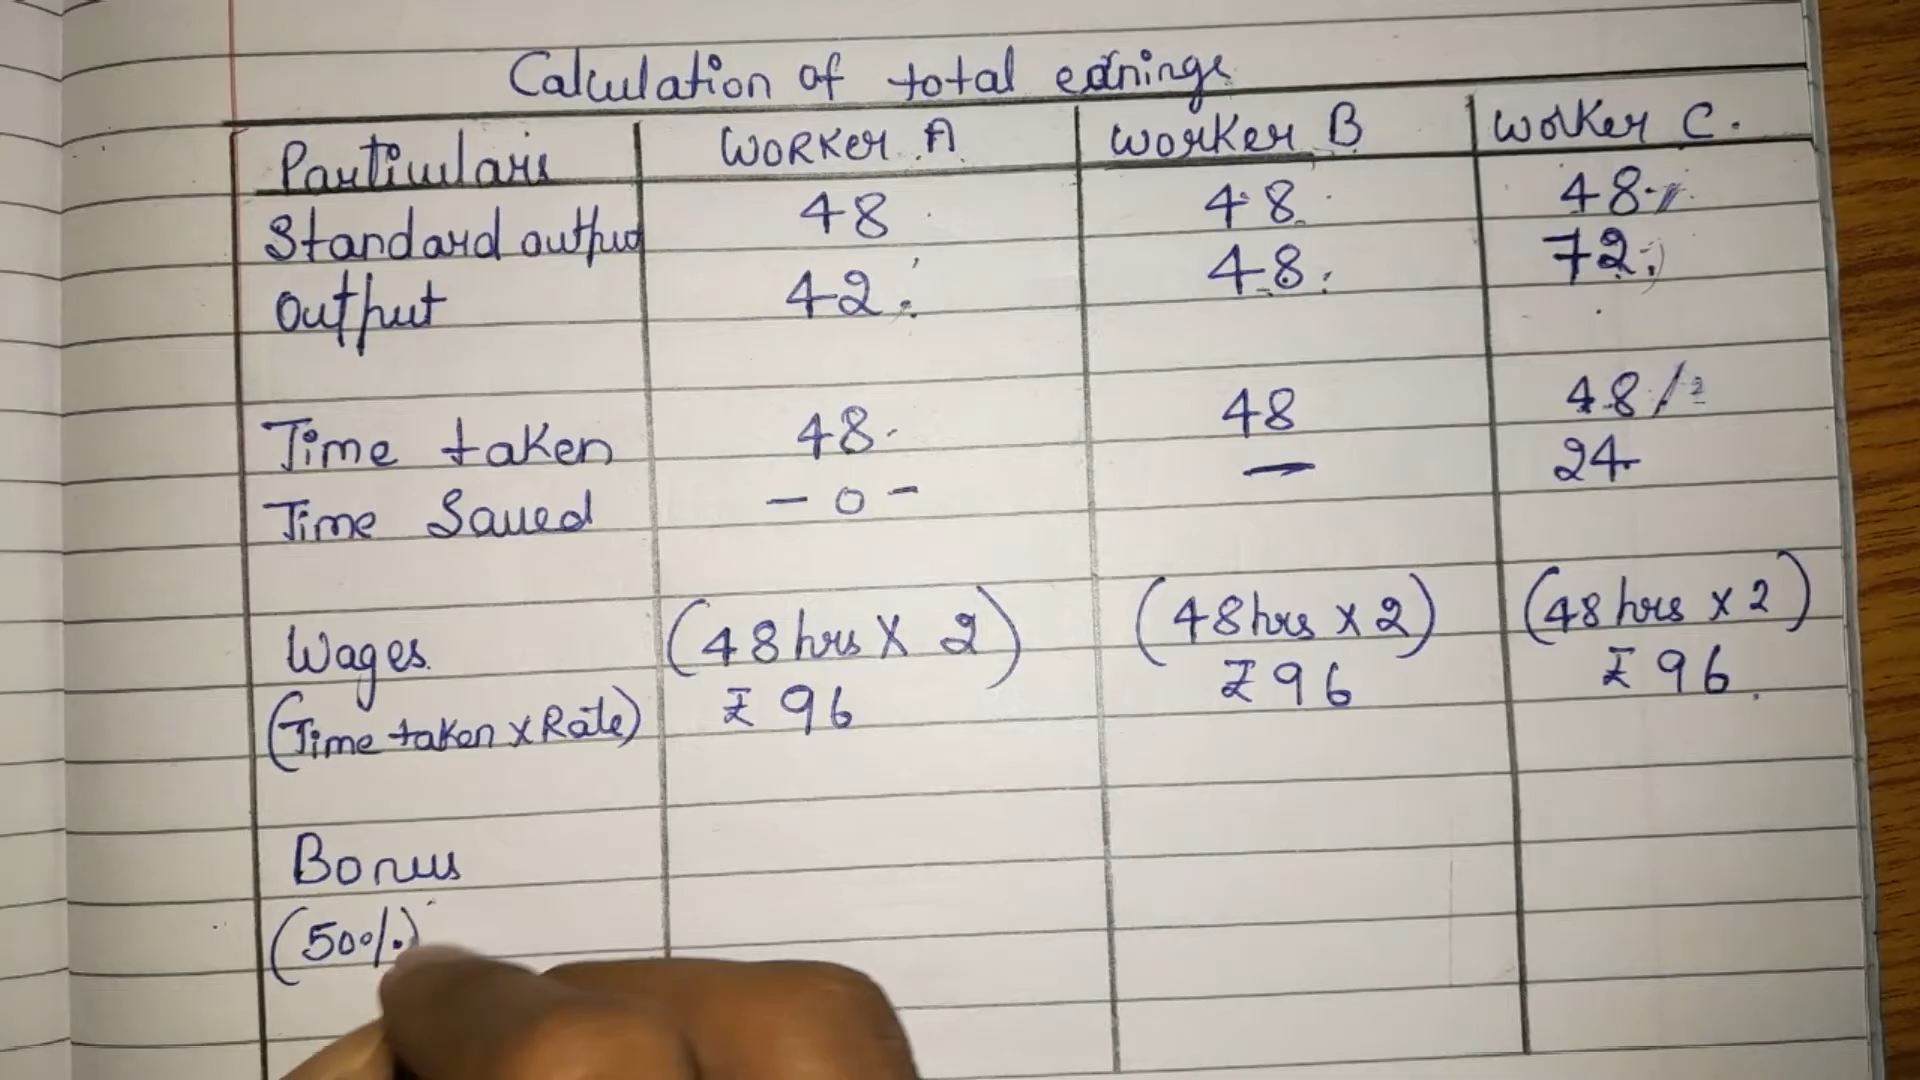 Calculation of total earnings
Particulars WORKER A Worker B Worker C.
Standard output 48 48 48
Output 42 48 72
Time taken 48 48 48
Time Saved - 0 - — 24
Wages (48 hrs X 2) (48 hrs X 2) (48 hrs X 2)
(Time taken X Rate) ₹ 96 ₹ 96 ₹ 96
Bonus
(50%)